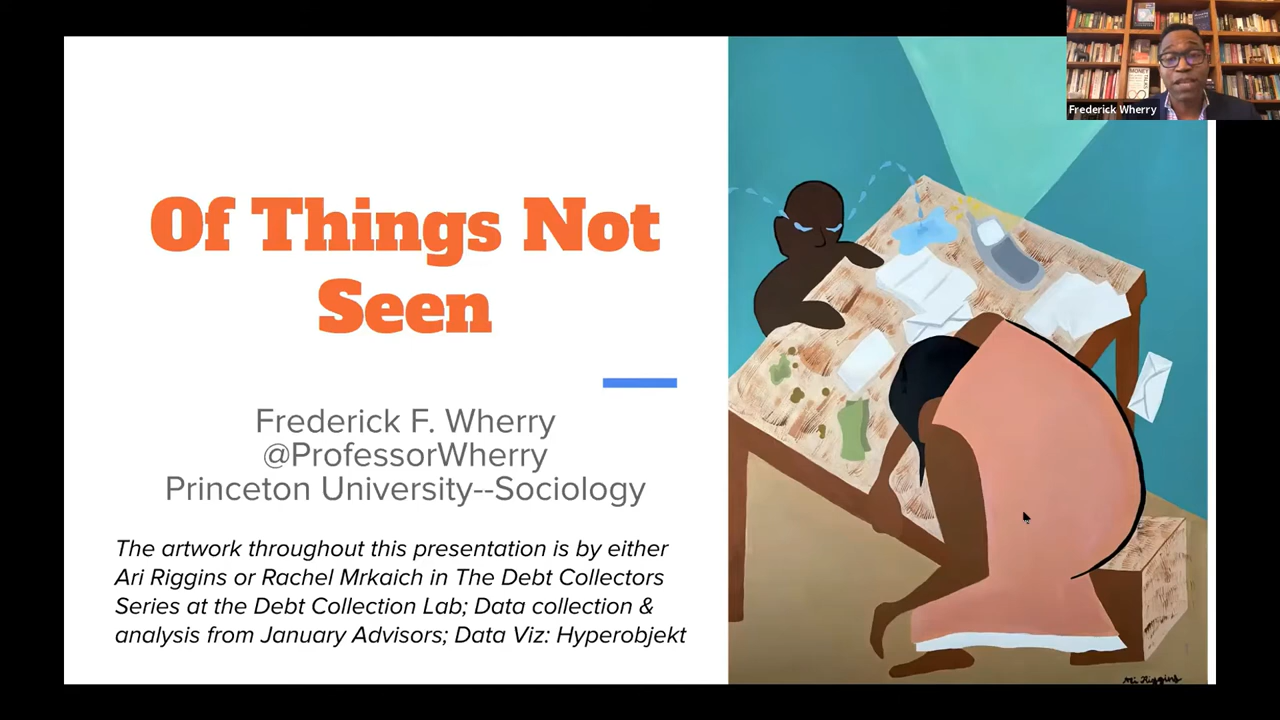 Frederick Wherry
Of Things Not
Seen
Frederick F. Wherry
@ProfessorWherry
Princeton University--Sociology
The artwork throughout this presentation is by either
Ari Riggins or Rachel Mrkaich in The Debt Collectors
Series at the Debt Collection Lab; Data collection &
analysis from January Advisors; Data Viz: Hyperobjekt
Ari Riggins